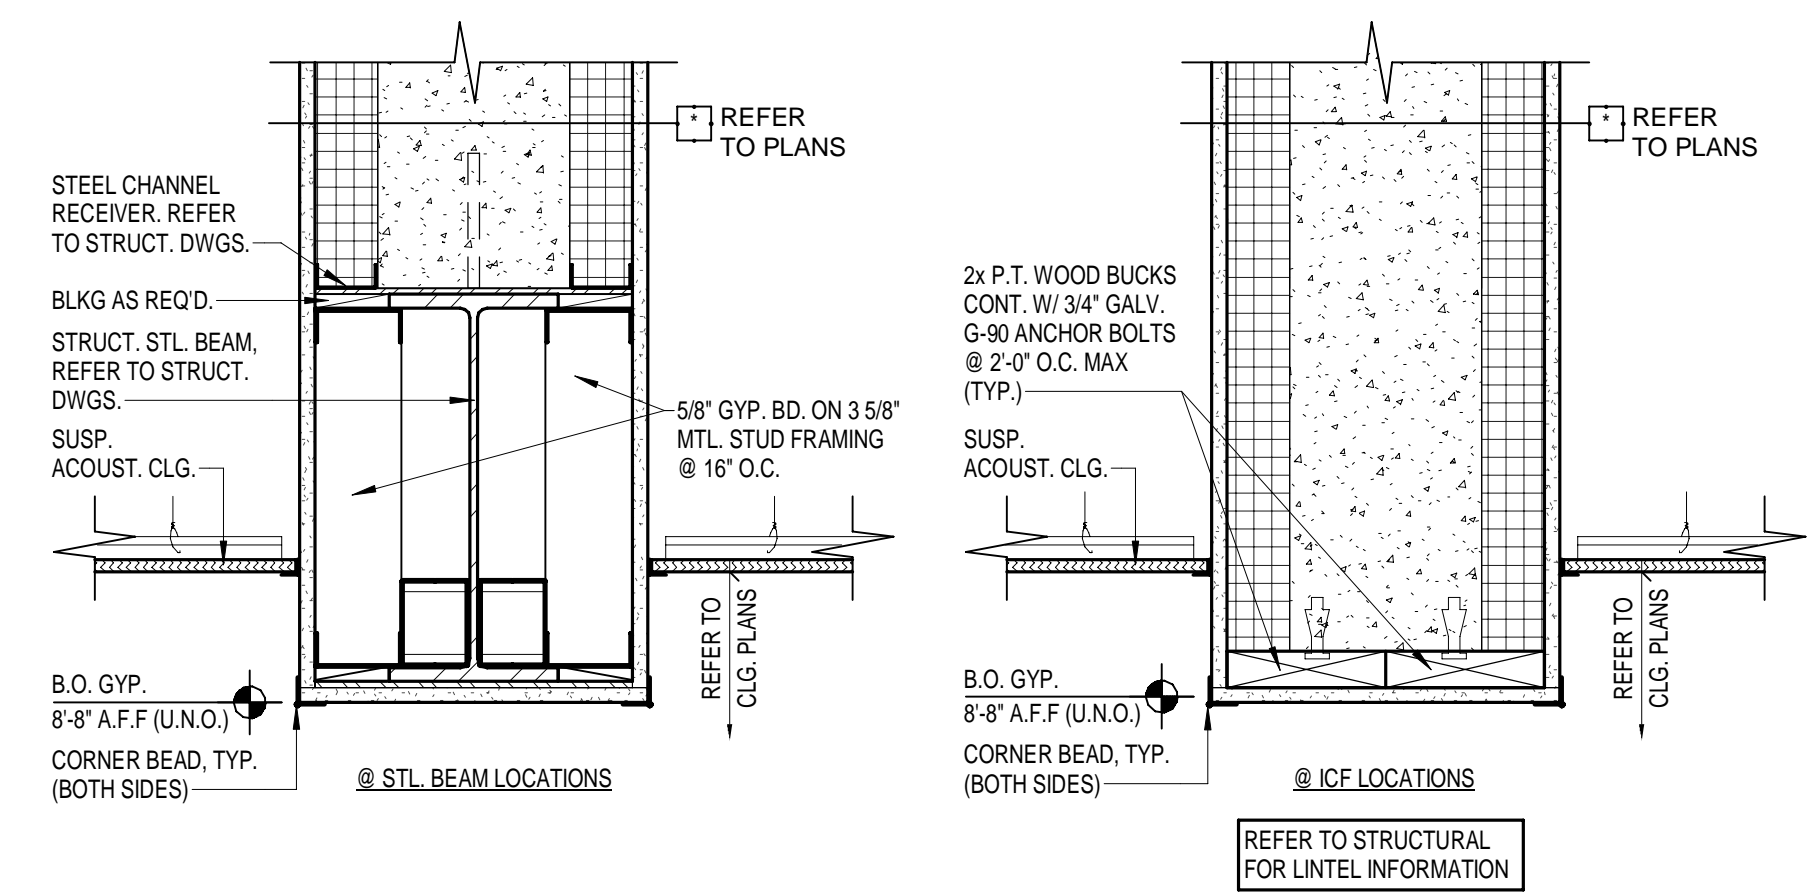 *
REFER
TO PLANS
STEEL CHANNEL
RECEIVER. REFER
TO STRUCT. DWGS.
BLKG AS REQ'D.
STRUCT. STL. BEAM,
REFER TO STRUCT.
DWGS.
SUSP.
ACOUST. CLG.
5/8" GYP. BD. ON 3 5/8"
MTL. STUD FRAMING
@ 16" O.C.
REFER TO
CLG. PLANS
B.O. GYP.
8'-8" A.F.F (U.N.O.)
CORNER BEAD, TYP.
(BOTH SIDES)
@ STL. BEAM LOCATIONS
*
REFER
TO PLANS
2x P.T. WOOD BUCKS
CONT. W/ 3/4" GALV.
G-90 ANCHOR BOLTS
@ 2'-0" O.C. MAX
(TYP.)
SUSP.
ACOUST. CLG.
REFER TO
CLG. PLANS
B.O. GYP.
8'-8" A.F.F (U.N.O.)
CORNER BEAD, TYP.
(BOTH SIDES)
@ ICF LOCATIONS
REFER TO STRUCTURAL
FOR LINTEL INFORMATION